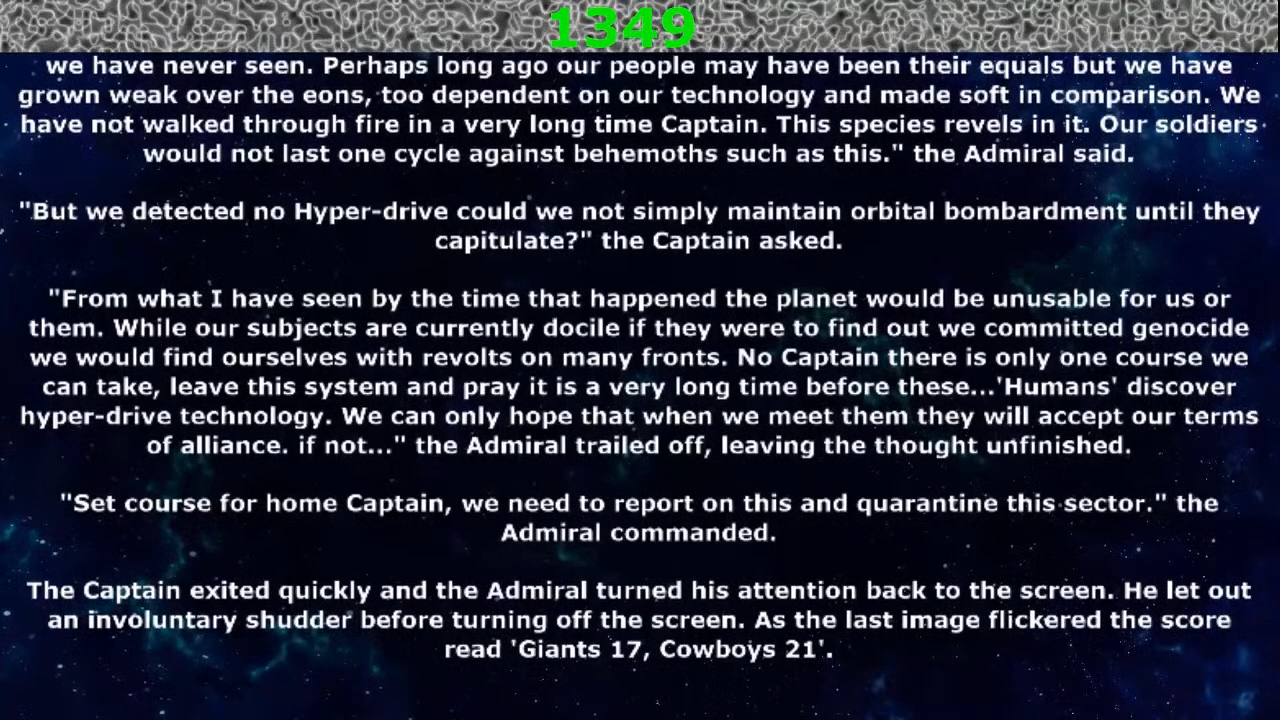 1349
we have never seen. Perhaps long ago our people may have been their equals but we have
grown weak over the eons, too dependent on our technology and made soft in comparison. We
have not walked through fire in a very long time Captain. This species revels in it. Our soldiers
would not last one cycle against behemoths such as this." the Admiral said.
"But we detected no Hyper-drive could we not simply maintain orbital bombardment until they
capitulate?" the Captain asked.
"From what I have seen by the time that happened the planet would be unusable for us or
them. While our subjects are currently docile if they were to find out we committed genocide
we would find ourselves with revolts on many fronts. No Captain there is only one course we
can take, leave this system and pray it is a very long time before these...'Humans' discover
hyper-drive technology. We can only hope that when we meet them they will accept our terms
of alliance. if not..." the Admiral trailed off, leaving the thought unfinished.
"Set course for home Captain, we need to report on this and quarantine this sector." the
Admiral commanded.
The Captain exited quickly and the Admiral turned his attention back to the screen. He let out
an involuntary shudder before turning off the screen. As the last image flickered the score
read 'Giants 17, Cowboys 21'.